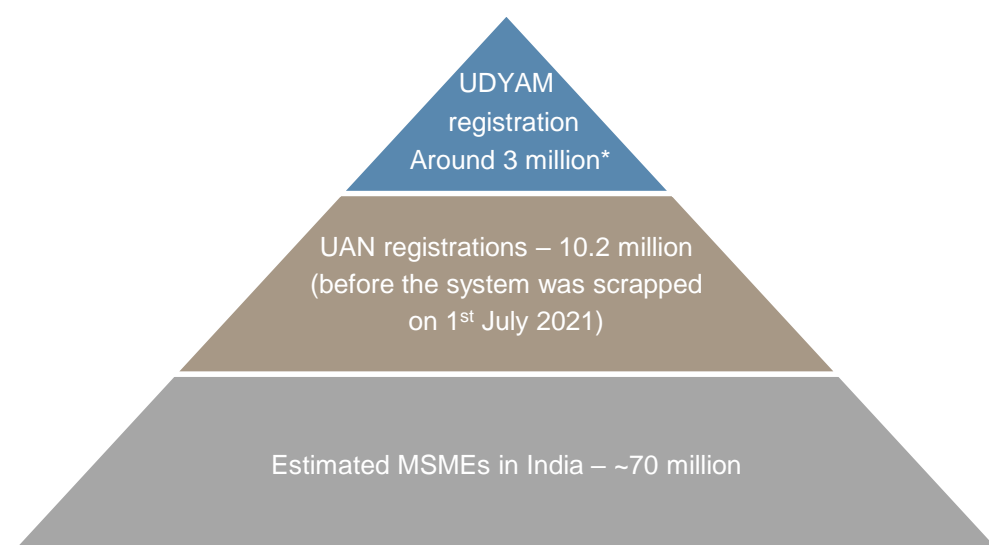 UDYAM
registration
Around 3 million*
UAN registrations – 10.2 million
(before the system was scrapped
on 1st July 2021)
Estimated MSMEs in India – ~70 million